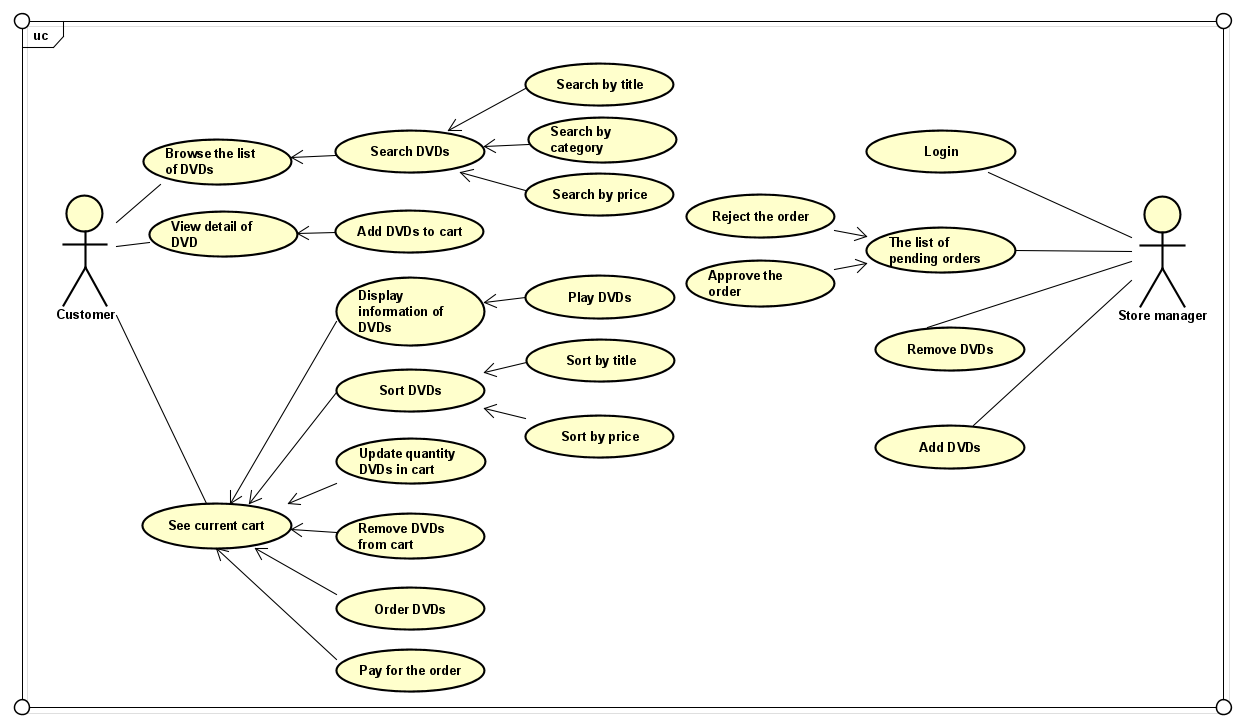 uc
Search by title
Search by
category
Search by price
Browse the list
of DVDs
Search DVDs
View detail of
DVD
Add DVDs to cart
Display
information of
DVDs
Play DVDs
Sort DVDs
Sort by title
Sort by price
Update quantity
DVDs in cart
See current cart
Remove DVDs
from cart
Order DVDs
Pay for the order
Customer
Login
Reject the order
The list of
pending orders
Approve the
order
Remove DVDs
Add DVDs
Store manager